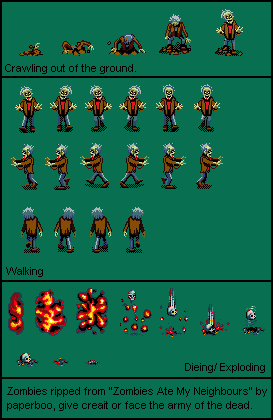 Crawling out of the ground.
Walking
Dieing/Exploding
Zombies ripped from "Zombies Ate My Neighbours" by
paperboo, give creait or face the army of the dead.